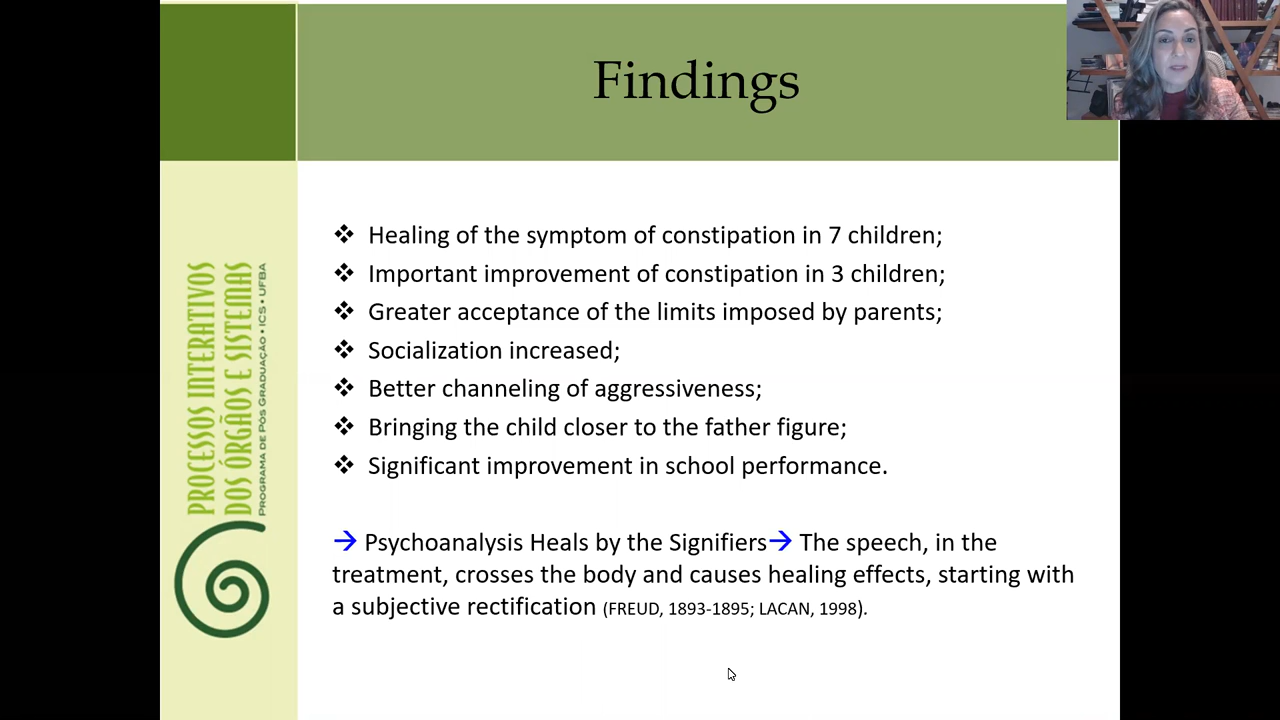 Findings
❖ Healing of the symptom of constipation in 7 children;
❖ Important improvement of constipation in 3 children;
❖ Greater acceptance of the limits imposed by parents;
❖ Socialization increased;
❖ Better channeling of aggressiveness;
❖ Bringing the child closer to the father figure;
❖ Significant improvement in school performance.
→ Psychoanalysis Heals by the Signifiers→ The speech, in the
treatment, crosses the body and causes healing effects, starting with
a subjective rectification (FREUD, 1893-1895; LACAN, 1998).
PROCESSOS INTERATIVOS
DOS ÓRGÃOS E SISTEMAS
PROGRAMA DE PÓS GRADUAÇÃO • ICS • UFBA